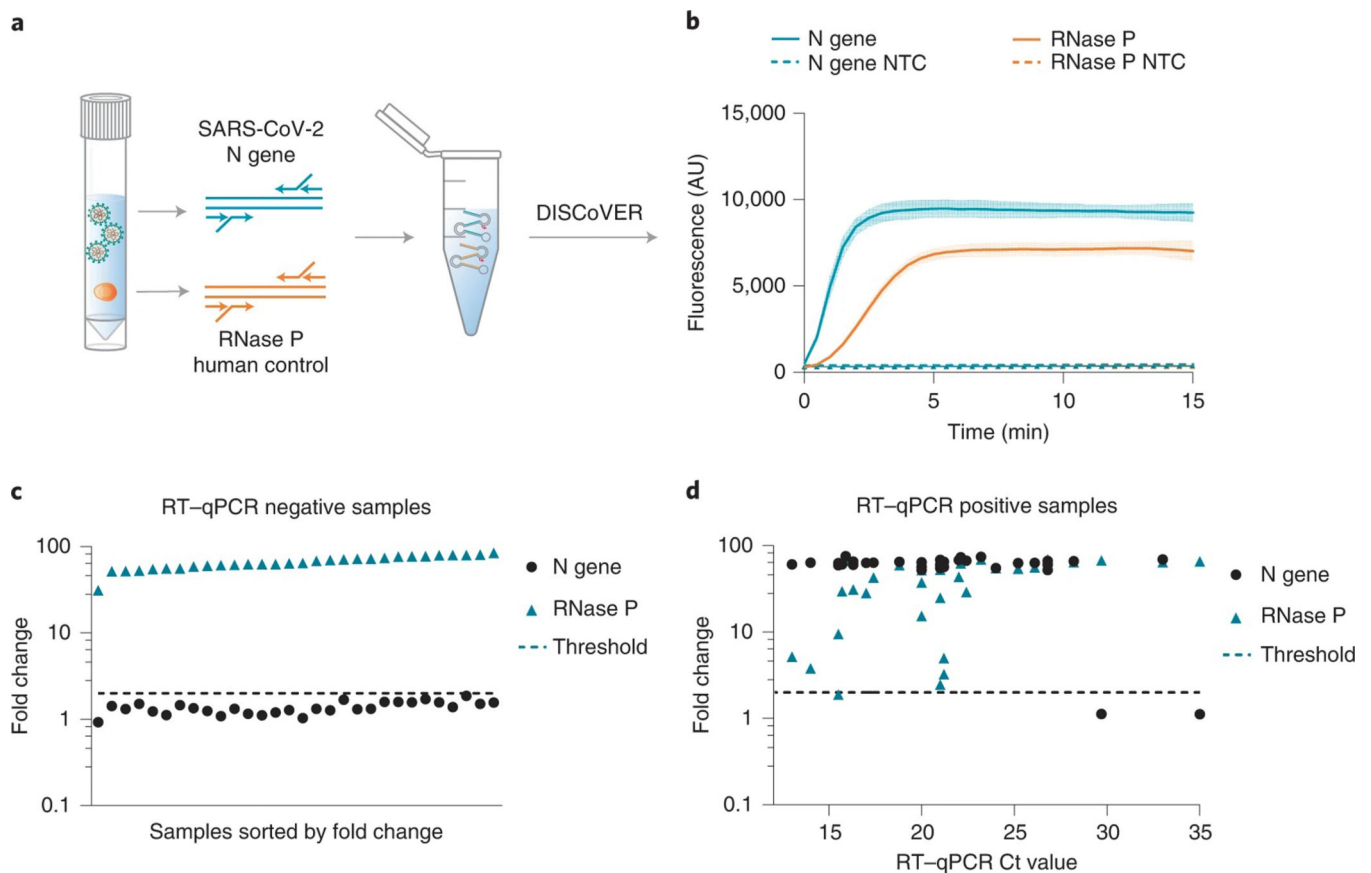 a
SARS-CoV-2
N gene
RNase P
human control
DISCoVER
b
N gene
N gene NTC
RNase P
RNase P NTC
15,000
10,000
5,000
0
Fluorescence (AU)
0
5
10
15
Time (min)
c
RT–qPCR negative samples
100
10
1
0.1
Fold change
Samples sorted by fold change
N gene
RNase P
Threshold
d
RT–qPCR positive samples
100
10
1
0.1
Fold change
15
20
25
30
35
RT–qPCR Ct value
N gene
RNase P
Threshold